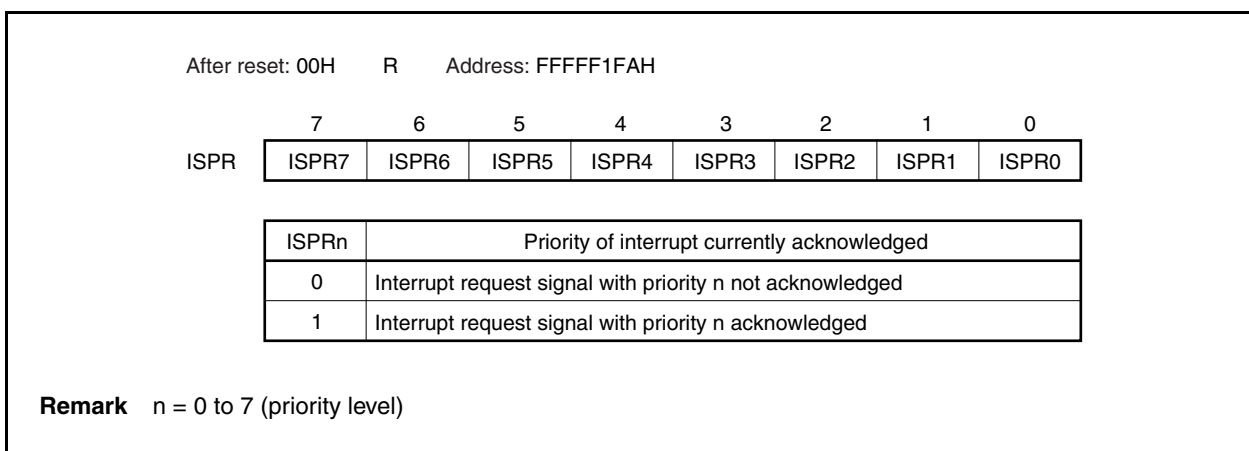 After reset: 00H R Address: FFFFF1FAH
7 6 5 4 3 2 1 0
ISPR ISPR7 ISPR6 ISPR5 ISPR4 ISPR3 ISPR2 ISPR1 ISPR0
ISPRn Priority of interrupt currently acknowledged
0 Interrupt request signal with priority n not acknowledged
1 Interrupt request signal with priority n acknowledged
Remark n = 0 to 7 (priority level)